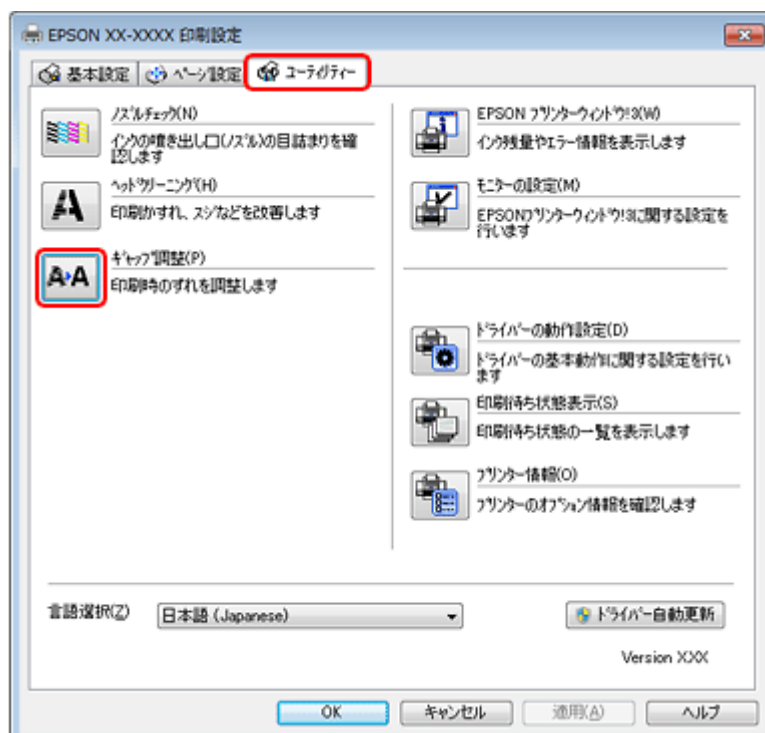 EPSON XX-XXXX 印刷設定
基本設定
ページ設定
ユーティリティー
ノズルチェック(N)
インクの噴き出し口(ノズル)の目詰まりを確
認します
ヘッドクリーニング(H)
印刷かすれ、スジなどを改善します
ギャップ調整(P)
A▸A
印刷時のずれを調整します
EPSON プリンターウィンドウ!3(W)
インク残量やエラー情報を表示します
モニターの設定(M)
EPSONプリンターウィンドウ!3に関する設定を
行います
ドライバーの動作設定(D)
ドライバーの基本動作に関する設定を行い
ます
印刷待ち状態表示(S)
印刷待ち状態の一覧を表示します
プリンター情報(O)
プリンターのオプション情報を確認します
言語選択(Z)
日本語 (Japanese)
ドライバー自動更新
Version X.XX
OK
キャンセル
適用(A)
ヘルプ